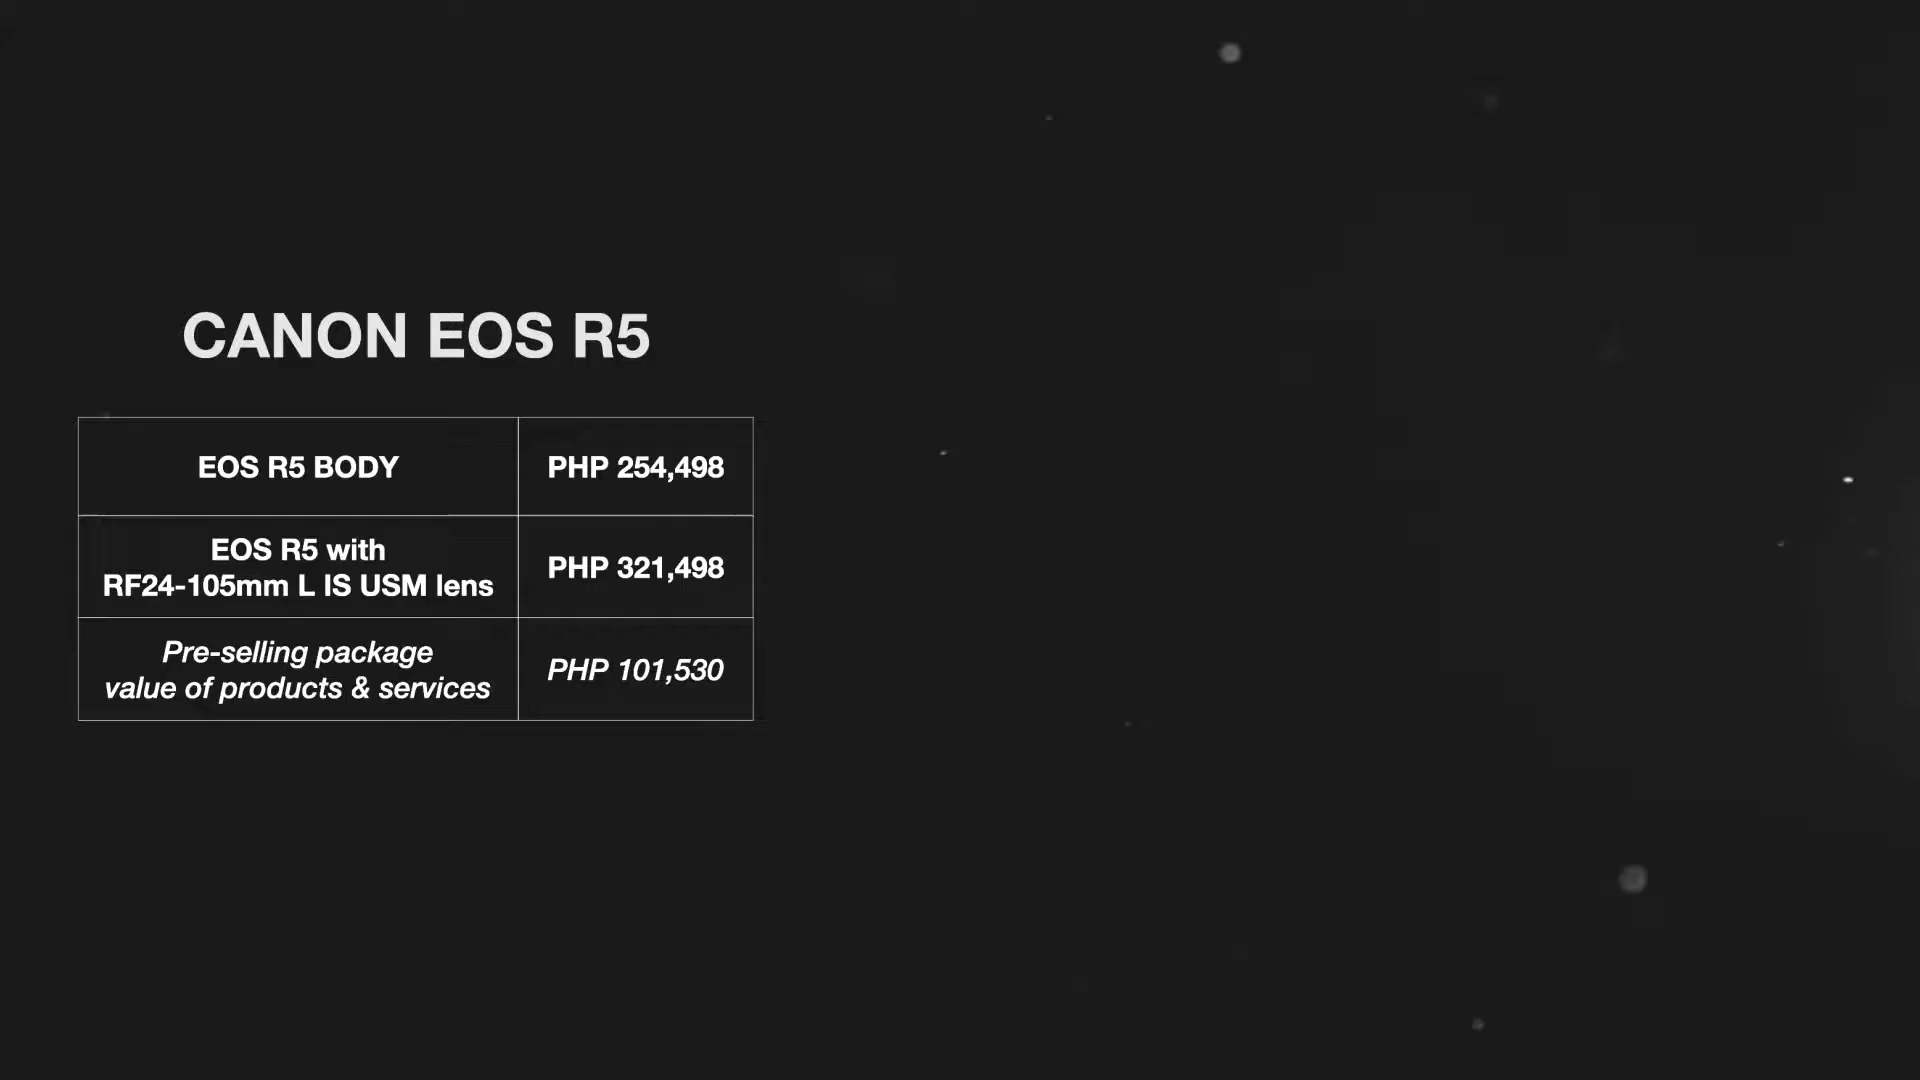 CANON EOS R5
EOS R5 BODY
PHP 254,498
EOS R5 with
RF24-105mm L IS USM lens
PHP 321,498
Pre-selling package
value of products & services
PHP 101,530